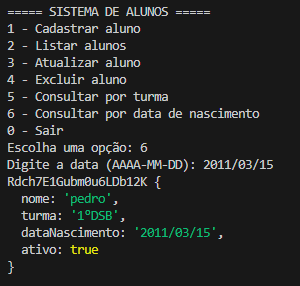 ===== SISTEMA DE ALUNOS =====
1 - Cadastrar aluno
2 - Listar alunos
3 - Atualizar aluno
4 - Excluir aluno
5 - Consultar por turma
6 - Consultar por data de nascimento
0 - Sair
Escolha uma opção: 6
Digite a data (AAAA-MM-DD): 2011/03/15
Rdch7E1Gubm0u6LDb12K {
  nome: 'pedro',
  turma: '1ºDSB',
  dataNascimento: '2011/03/15',
  ativo: true
}